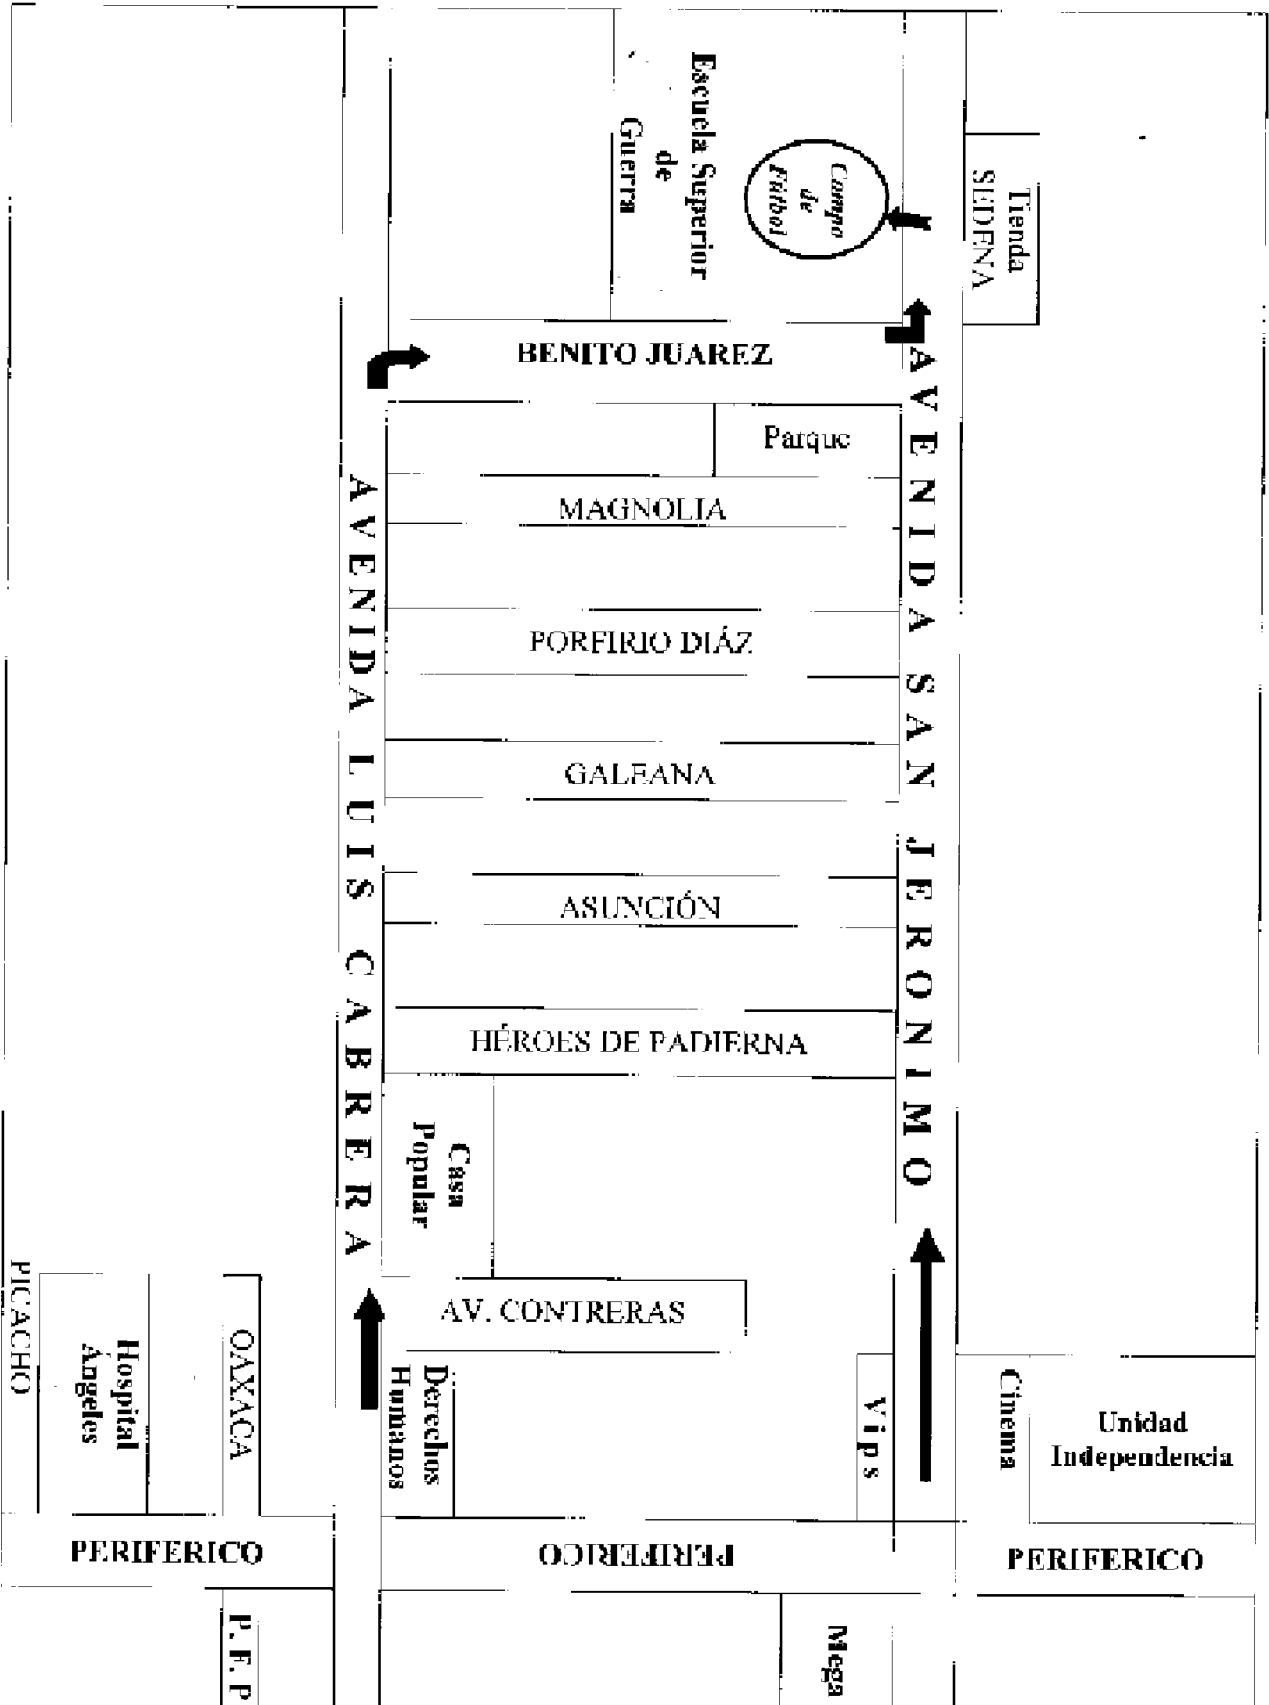 Escuela Superior
de
Guerra
Campo
de
Fútbol
Tienda
SEDENA
BENITO JUAREZ
Parque
MAGNOLIA
PORFIRIO DIÁZ
GALEANA
ASUNCIÓN
HÉROES DE PADIERNA
AVENIDA LUIS CABRERA
AVENIDA SAN JERONIMO
Casa
Popular
AV. CONTRERAS
PICACHO
Hospital
Ángeles
OAXACA
Derechos
Humanos
Vips
Cinema
Unidad
Independencia
PERIFERICO
PERIFERICO
PERIFERICO
P. F. P
Mega